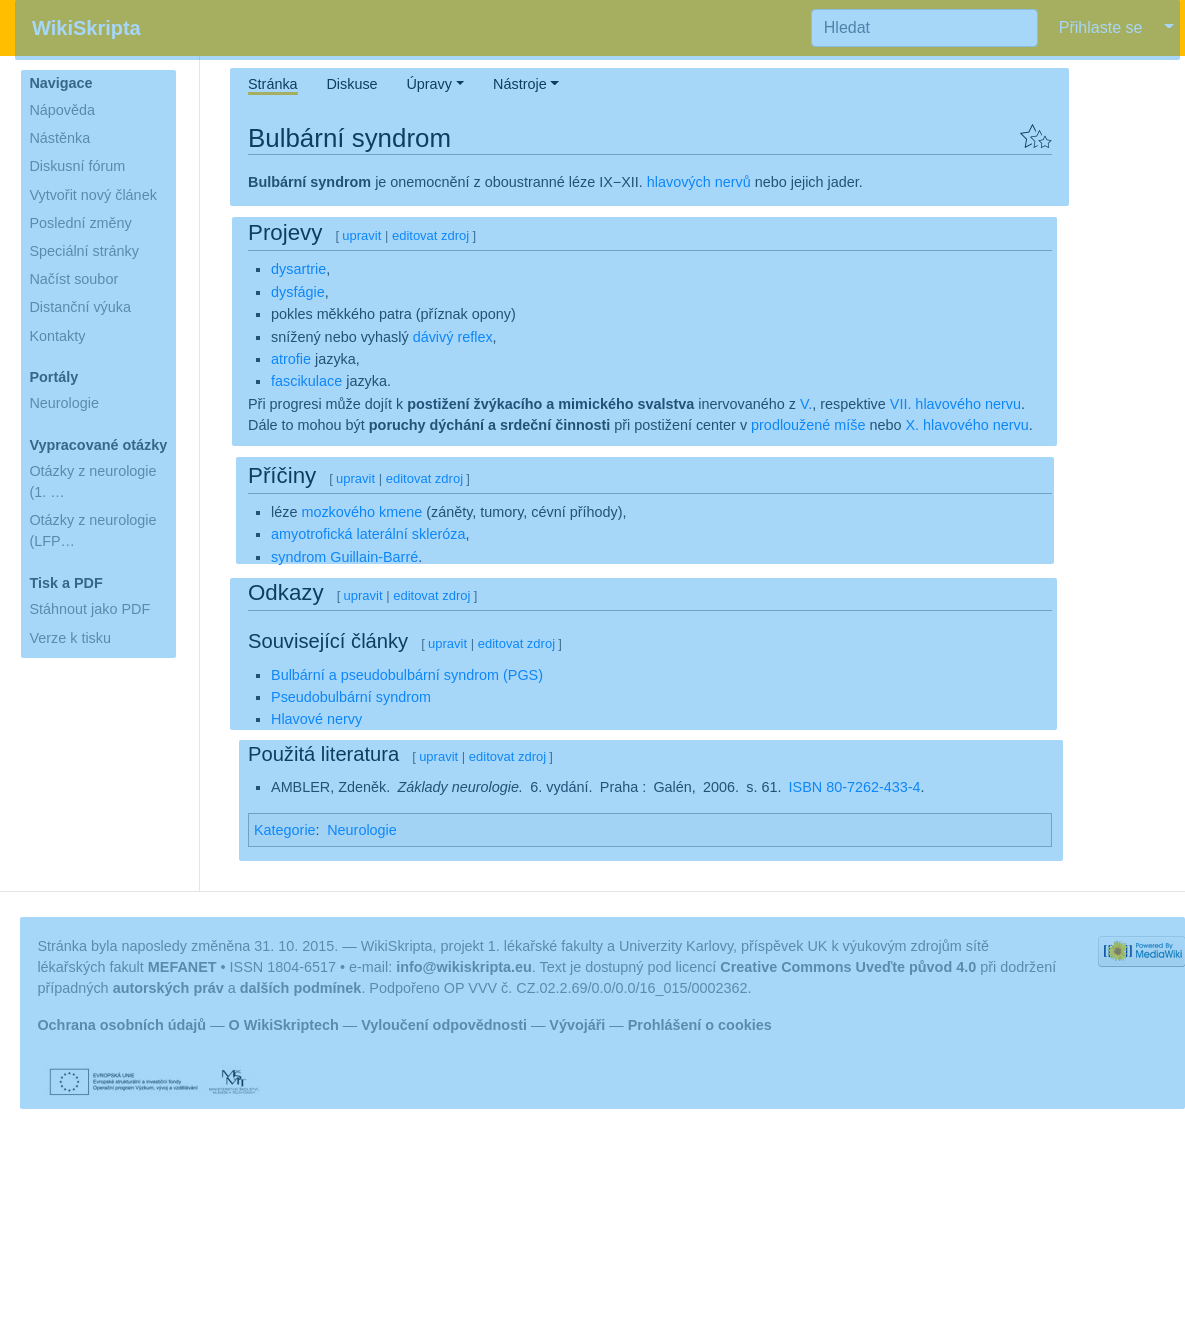 WikiSkripta
Hledat
Přihlaste se
Navigace
Nápověda
Nástěnka
Diskusní fórum
Vytvořit nový článek
Poslední změny
Speciální stránky
Načíst soubor
Distanční výuka
Kontakty
Portály
Neurologie
Vypracované otázky
Otázky z neurologie
(1. …
Otázky z neurologie
(LFP…
Tisk a PDF
Stáhnout jako PDF
Verze k tisku
Stránka Diskuse Úpravy Nástroje
Bulbární syndrom
Bulbární syndrom je onemocnění z oboustranné léze IX–XII. hlavových nervů nebo jejich jader.
Projevy [ upravit | editovat zdroj ]
dysartrie,
dysfágie,
pokles měkkého patra (příznak opony)
snížený nebo vyhaslý dávivý reflex,
atrofie jazyka,
fascikulace jazyka.
Při progresi může dojít k postižení žvýkacího a mimického svalstva inervovaného z V., respektive VII. hlavového nervu.
Dále to mohou být poruchy dýchání a srdeční činnosti při postižení center v prodloužené míše nebo X. hlavového nervu.
Příčiny [ upravit | editovat zdroj ]
léze mozkového kmene (záněty, tumory, cévní příhody),
amyotrofická laterální skleróza,
syndrom Guillain-Barré.
Odkazy [ upravit | editovat zdroj ]
Související články [ upravit | editovat zdroj ]
Bulbární a pseudobulbární syndrom (PGS)
Pseudobulbární syndrom
Hlavové nervy
Použitá literatura [ upravit | editovat zdroj ]
AMBLER, Zdeněk. Základy neurologie. 6. vydání. Praha : Galén, 2006. s. 61. ISBN 80-7262-433-4.
Kategorie: Neurologie
Stránka byla naposledy změněna 31. 10. 2015. — WikiSkripta, projekt 1. lékařské fakulty a Univerzity Karlovy, příspěvek UK k výukovým zdrojům sítě
lékařských fakult MEFANET • ISSN 1804-6517 • e-mail: info@wikiskripta.eu. Text je dostupný pod licencí Creative Commons Uveďte původ 4.0 při dodržení
případných autorských práv a dalších podmínek. Podpořeno OP VVV č. CZ.02.2.69/0.0/0.0/16_015/0002362.
Powered By
MediaWiki
Ochrana osobních údajů — O WikiSkriptech — Vyloučení odpovědnosti — Vývojáři — Prohlášení o cookies
EVROPSKÁ UNIE
Evropské strukturální a investiční fondy
Operační program Výzkum, vývoj a vzdělávání